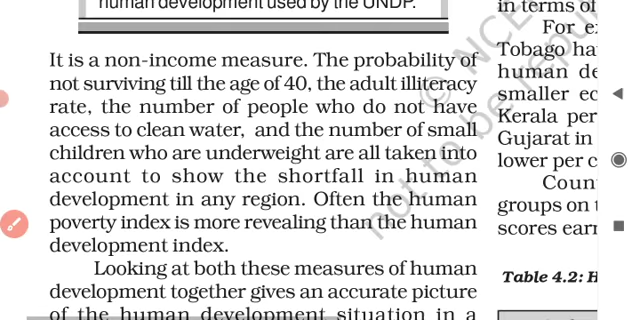 human development used by the UNDP.
It is a non-income measure. The probability of
not surviving till the age of 40, the adult illiteracy
rate, the number of people who do not have
access to clean water, and the number of small
children who are underweight are all taken into
account to show the shortfall in human
development in any region. Often the human
poverty index is more revealing than the human
development index.
Looking at both these measures of human
development together gives an accurate picture
of the human development situation in a
in terms of
For
Tobago
human
smaller
Kerala per
Gujarat in
lower per
groups on
scores
Table 4.2:
© NCE
not to be